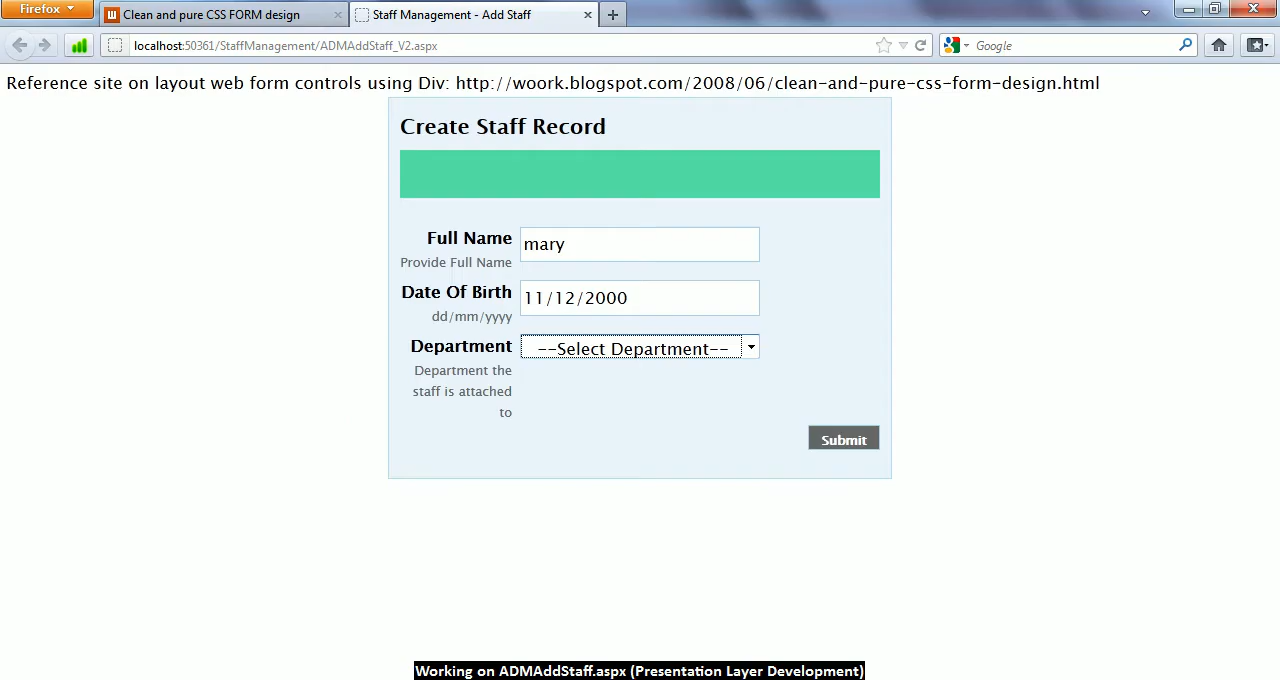 Firefox
Clean and pure CSS FORM design
Staff Management - Add Staff
localhost:50361/StaffManagement/ADMAddStaff_V2.aspx
Google
Reference site on layout web form controls using Div: http://woork.blogspot.com/2008/06/clean-and-pure-css-form-design.html
Create Staff Record
Full Name
Provide Full Name
mary
Date Of Birth
dd/mm/yyyy
11/12/2000
Department
Department the
staff is attached
to
--Select Department--
Submit
Working on ADMAddStaff.aspx (Presentation Layer Development)